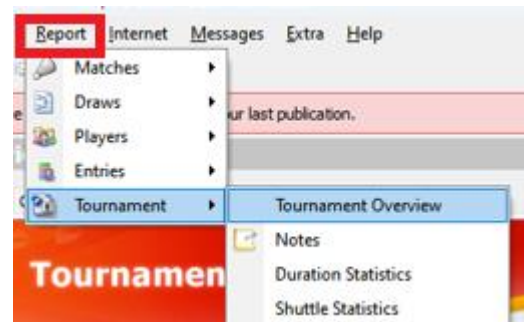 Report Internet Messages Extra Help
Matches
e ur last publication.
Draws
Players
Entries
Tournament Tournament Overview
Notes
Tournamen Duration Statistics
Shuttle Statistics